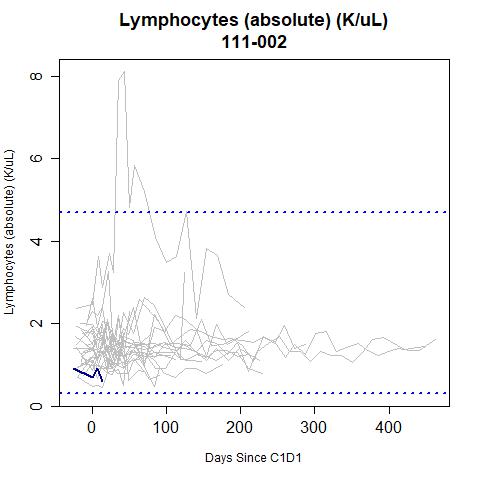 Lymphocytes (absolute) (K/uL)
111-002
Lymphocytes (absolute) (K/uL)
8
6
4
2
0
0 100 200 300 400
Days Since C1D1